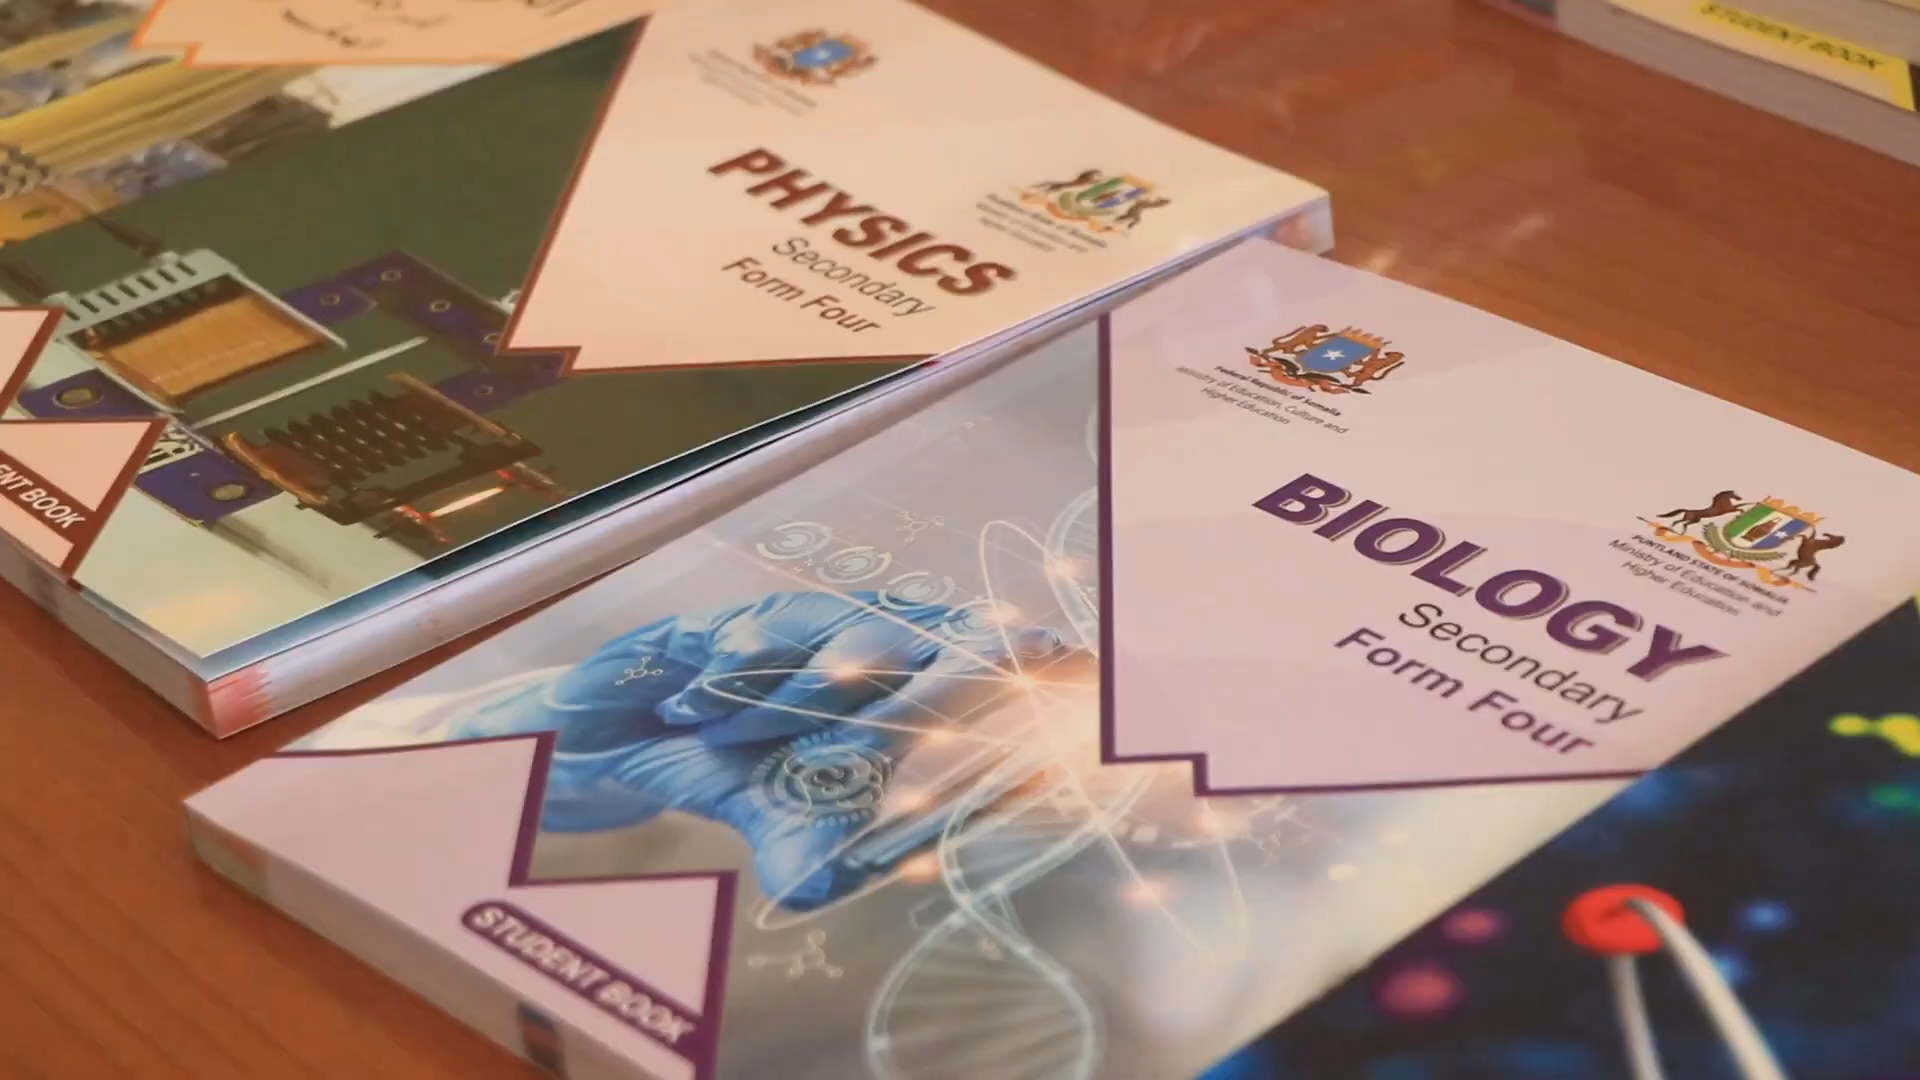 PHYSICS
Secondary
Form Four
ENT BOOK
STUDENT BOOK
Federal Republic of Somalia
Ministry of Education, Culture and
Higher Education
BIOLOGY
Secondary
Form Four
PUNTLAND STATE OF SOMALIA
Ministry of Education and
Higher Education
STUDENT BOOK